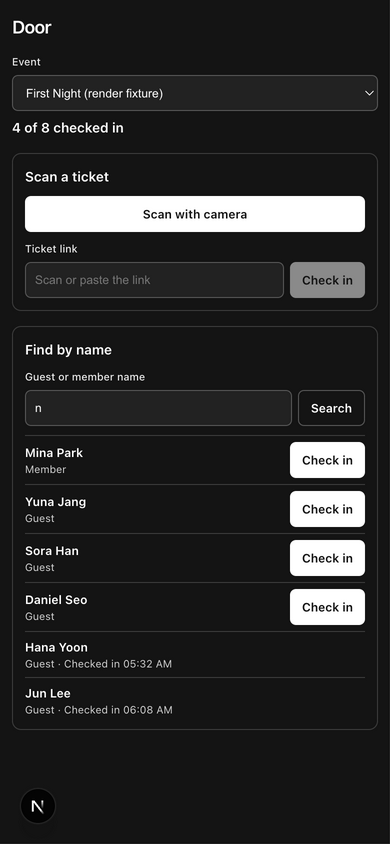 Door
Event
First Night (render fixture)
4 of 8 checked in
Scan a ticket
Scan with camera
Ticket link
Scan or paste the link
Check in
Find by name
Guest or member name
n
Search
Mina Park
Member
Check in
Yuna Jang
Guest
Check in
Sora Han
Guest
Check in
Daniel Seo
Guest
Check in
Hana Yoon
Guest · Checked in 05:32 AM
Jun Lee
Guest · Checked in 06:08 AM
N